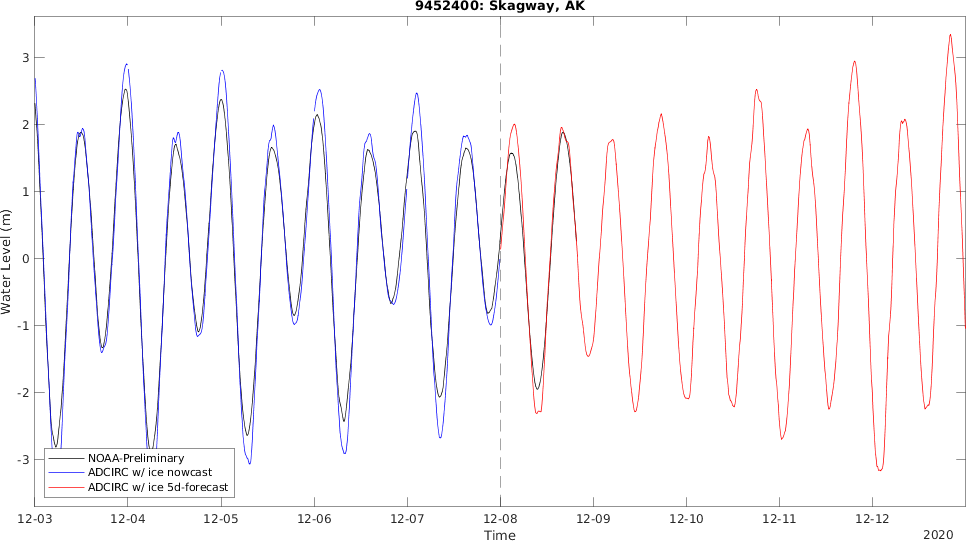 9452400: Skagway, AK
3
2
1
0
-1
-2
-3
Water Level (m)
NOAA-Preliminary
ADCIRC w/ ice nowcast
ADCIRC w/ ice 5d-forecast
12-03 12-04 12-05 12-06 12-07 12-08 12-09 12-10 12-11 12-12
Time
2020